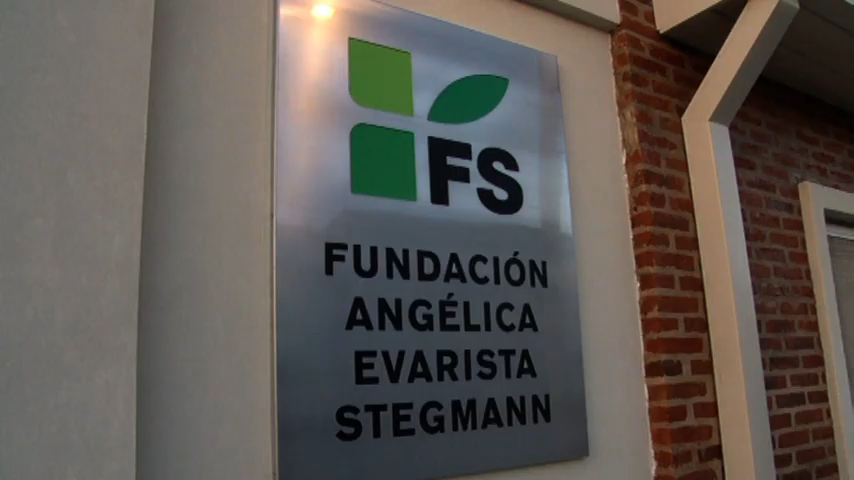 FS
FUNDACIÓN
ANGÉLICA
EVARISTA
STEGMANN